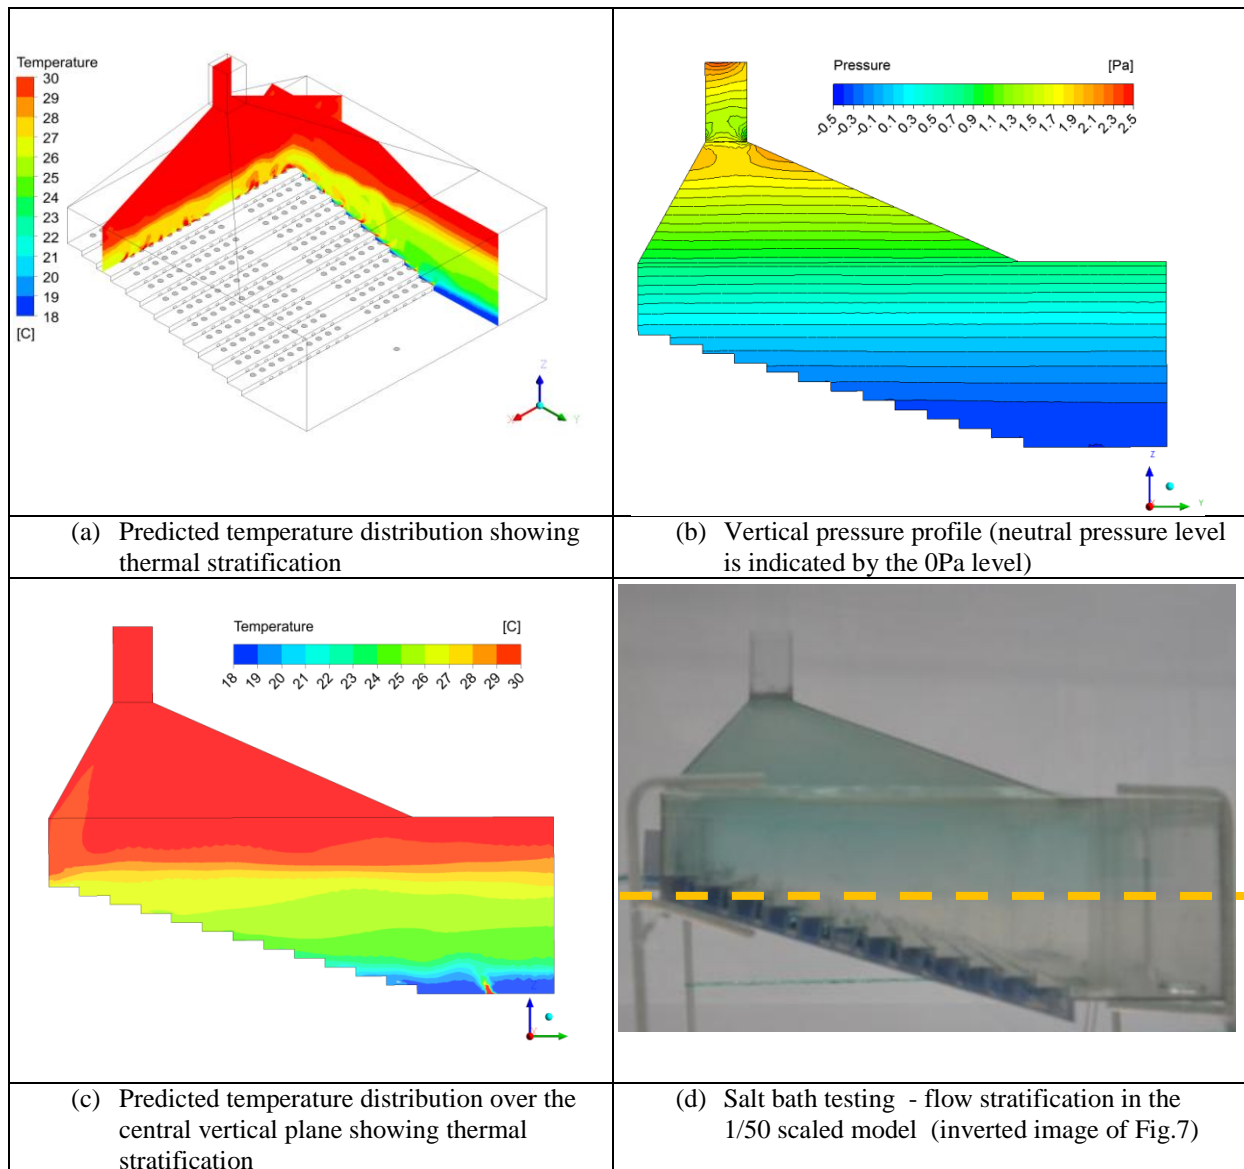 Temperature
30
29
28
27
26
25
24
23
22
21
20
19
18
[C]
Z
X
Y
(a) Predicted temperature distribution showing
thermal stratification
Pressure [Pa]
-0.5 -0.3 -0.1 0.1 0.3 0.5 0.7 0.9 1.1 1.3 1.5 1.7 1.9 2.1 2.3 2.5
Z
Y
(b) Vertical pressure profile (neutral pressure level
is indicated by the 0Pa level)
Temperature [C]
18 19 20 21 22 23 24 25 26 27 28 29 30
(c) Predicted temperature distribution over the
central vertical plane showing thermal
stratification
(d) Salt bath testing - flow stratification in the
1/50 scaled model (inverted image of Fig.7)